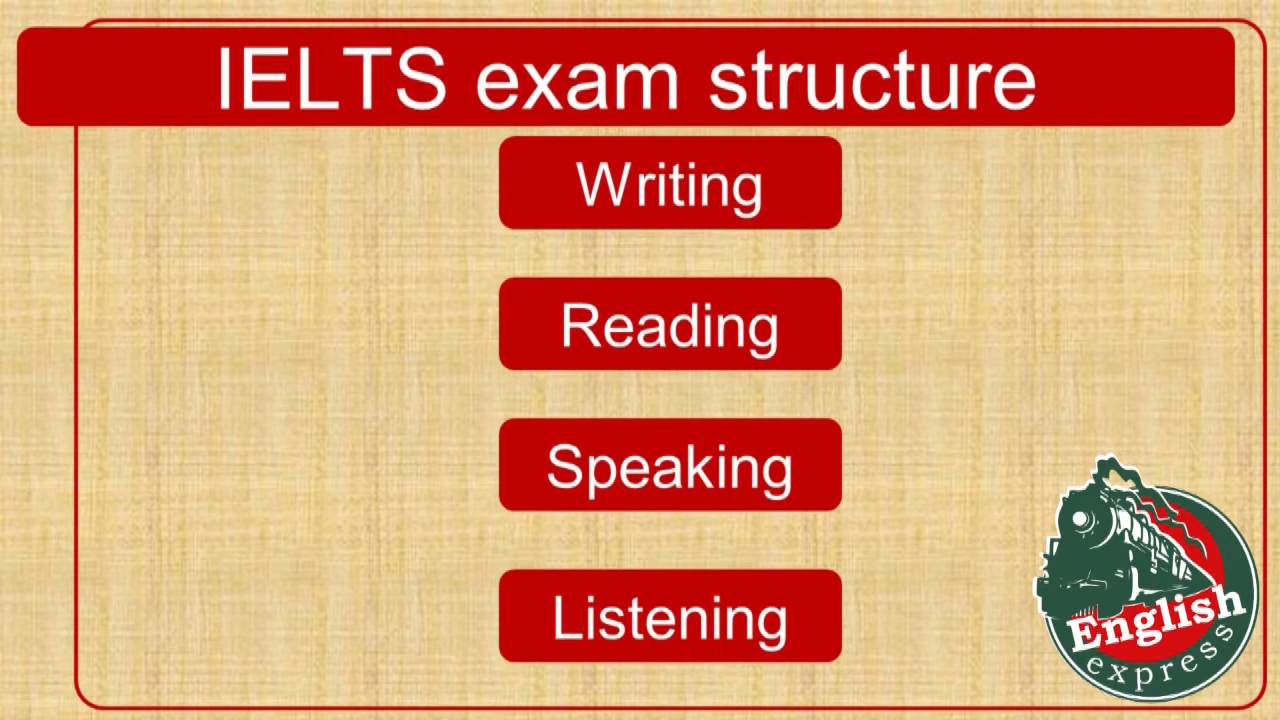 IELTS exam structure
Writing
Reading
Speaking
Listening
English
express